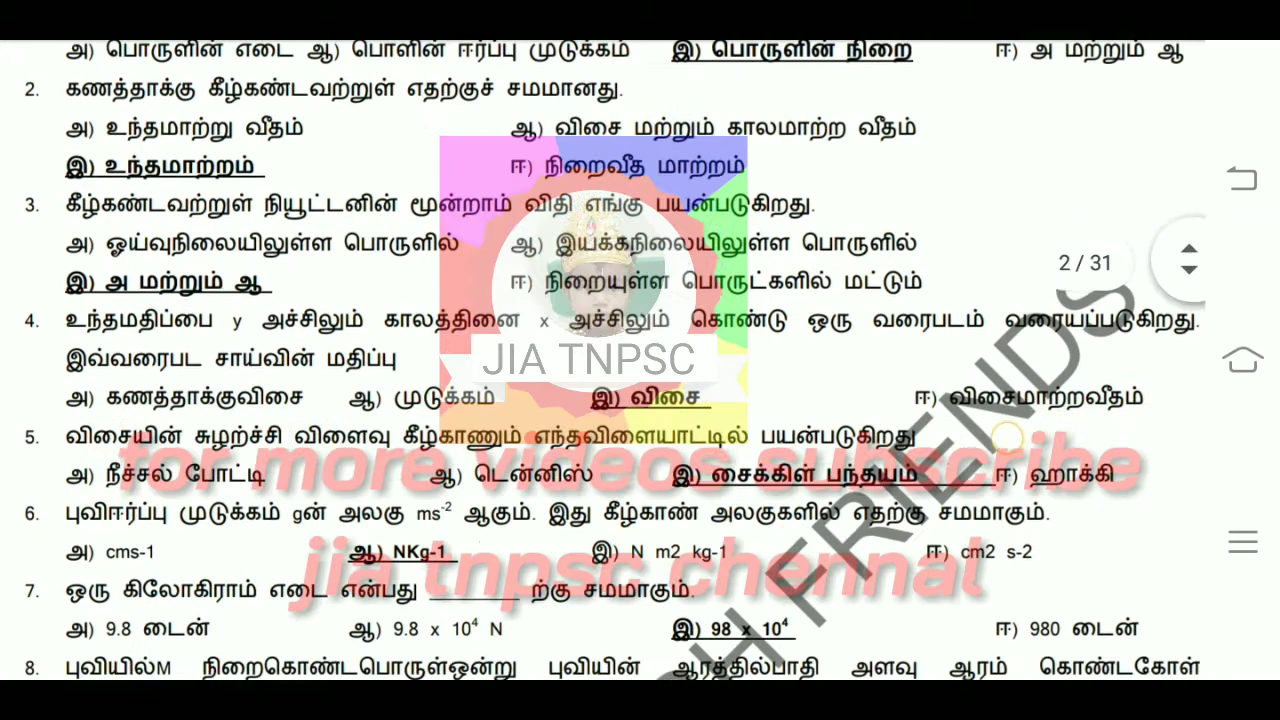 அ) பொருளின் எடை ஆ) பொளின் ஈர்ப்பு முடுக்கம் இ) பொருளின் நிறை ஈ) அ மற்றும் ஆ
2. கணத்தாக்கு கீழ்கண்டவற்றுள் எதற்குச் சமமானது.
அ) உந்தமாற்று வீதம் ஆ) விசை மற்றும் காலமாற்ற வீதம்
இ) உந்தமாற்றம் ஈ) நிறைவீத மாற்றம்
3. கீழ்கண்டவற்றுள் நியூட்டனின் மூன்றாம் விதி எங்கு பயன்படுகிறது.
அ) ஓய்வுநிலையிலுள்ள பொருளில் ஆ) இயக்கநிலையிலுள்ள பொருளில்
இ) அ மற்றும் ஆ ஈ) நிறையுள்ள பொருட்களில் மட்டும்
2 / 31
4. உந்தமதிப்பை y அச்சிலும் காலத்தினை x அச்சிலும் கொண்டு ஒரு வரைபடம் வரையப்படுகிறது.
இவ்வரைபட சாய்வின் மதிப்பு
JIA TNPSC
அ) கணத்தாக்குவிசை ஆ) முடுக்கம் இ) விசை ஈ) விசைமாற்றவீதம்
5. விசையின் சுழற்ச்சி விளைவு கீழ்காணும் எந்தவிளையாட்டில் பயன்படுகிறது
for more videos subscribe
அ) நீச்சல் போட்டி ஆ) டென்னிஸ் இ) சைக்கிள் பந்தயம் ஈ) ஹாக்கி
6. புவிஈர்ப்பு முடுக்கம் gன் அலகு ms-2 ஆகும். இது கீழ்காண் அலகுகளில் எதற்கு சமமாகும்.
அ) cms-1 ஆ) NKg-1 இ) N m2 kg-1 ஈ) cm2 s-2
jia tnpsc chennal
7. ஒரு கிலோகிராம் எடை என்பது ________ ற்கு சமமாகும்.
அ) 9.8 டைன் ஆ) 9.8 x 10⁴ N இ) 98 x 10⁴ ஈ) 980 டைன்
8. புவியில்M நிறைகொண்டபொருள்ஒன்று புவியின் ஆரத்தில்பாதி அளவு ஆரம் கொண்டகோள்
FRIENDS